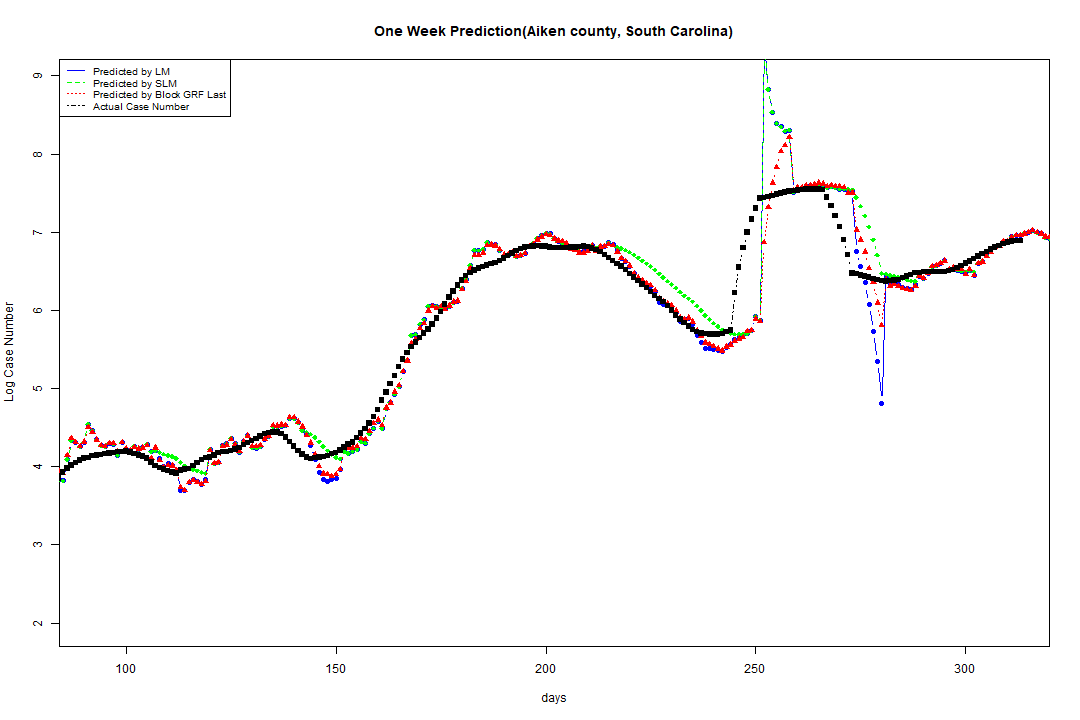 One Week Prediction(Aiken county, South Carolina)
Predicted by LM
Predicted by SLM
Predicted by Block GRF Last
Actual Case Number
9
8
7
6
5
4
3
2
Log Case Number
100 150 200 250 300
days